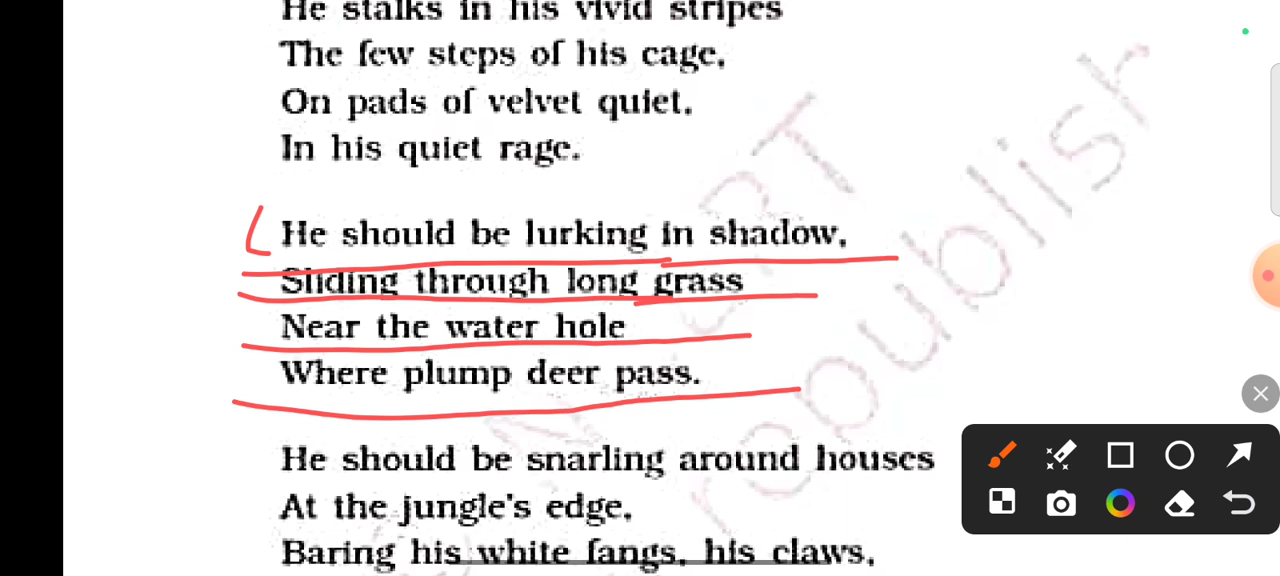 He stalks in his vivid stripes
The few steps of his cage,
On pads of velvet quiet,
In his quiet rage.
He should be lurking in shadow,
Sliding through long grass
Near the water hole
Where plump deer pass.
He should be snarling around houses
At the jungle's edge,
Baring his white fangs, his claws,
republish